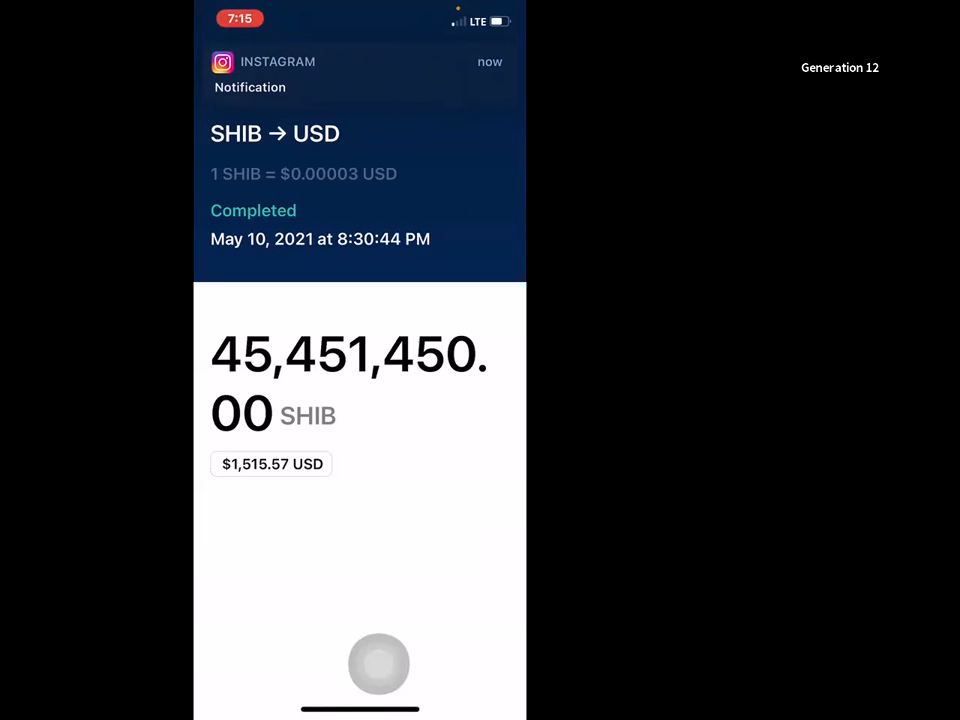 7:15
LTE
INSTAGRAM
now
Generation 12
Notification
SHIB → USD
1 SHIB = $0.00003 USD
Completed
May 10, 2021 at 8:30:44 PM
45,451,450.
00 SHIB
$1,515.57 USD